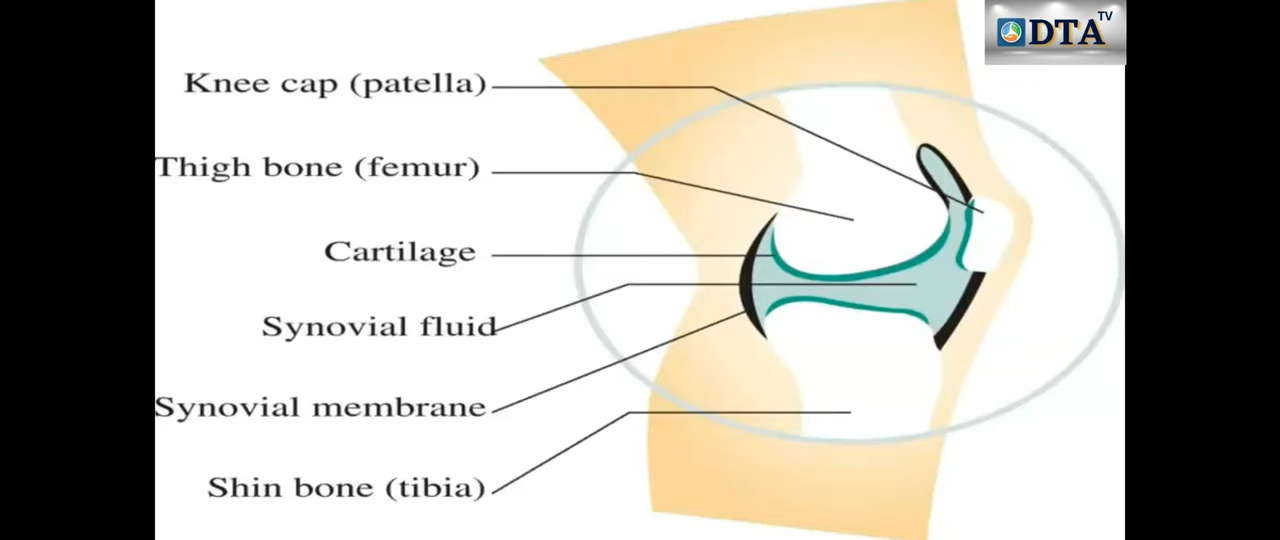 DTA TV
Knee cap (patella)
Thigh bone (femur)
Cartilage
Synovial fluid
Synovial membrane
Shin bone (tibia)